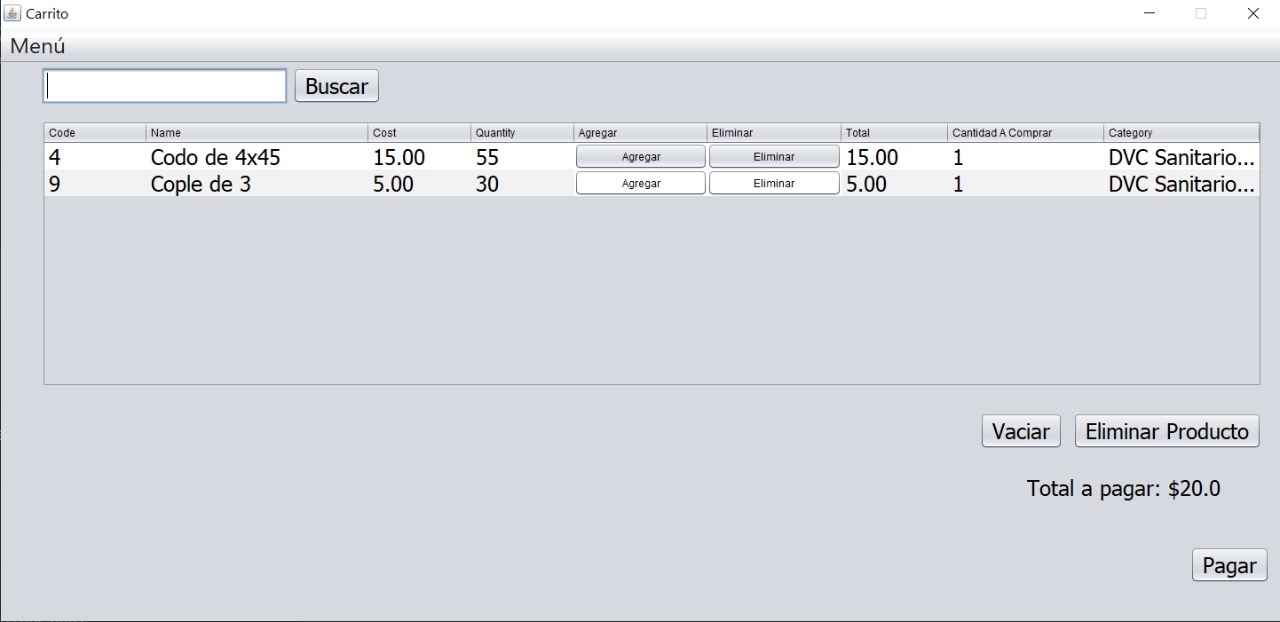 Carrito
Menú
Buscar
Code Name Cost Quantity Agregar Eliminar Total Cantidad A Comprar Category
4 Codo de 4x45 15.00 55 Agregar Eliminar 15.00 1 DVC Sanitario...
9 Cople de 3 5.00 30 Agregar Eliminar 5.00 1 DVC Sanitario...
Vaciar Eliminar Producto
Total a pagar: $20.0
Pagar